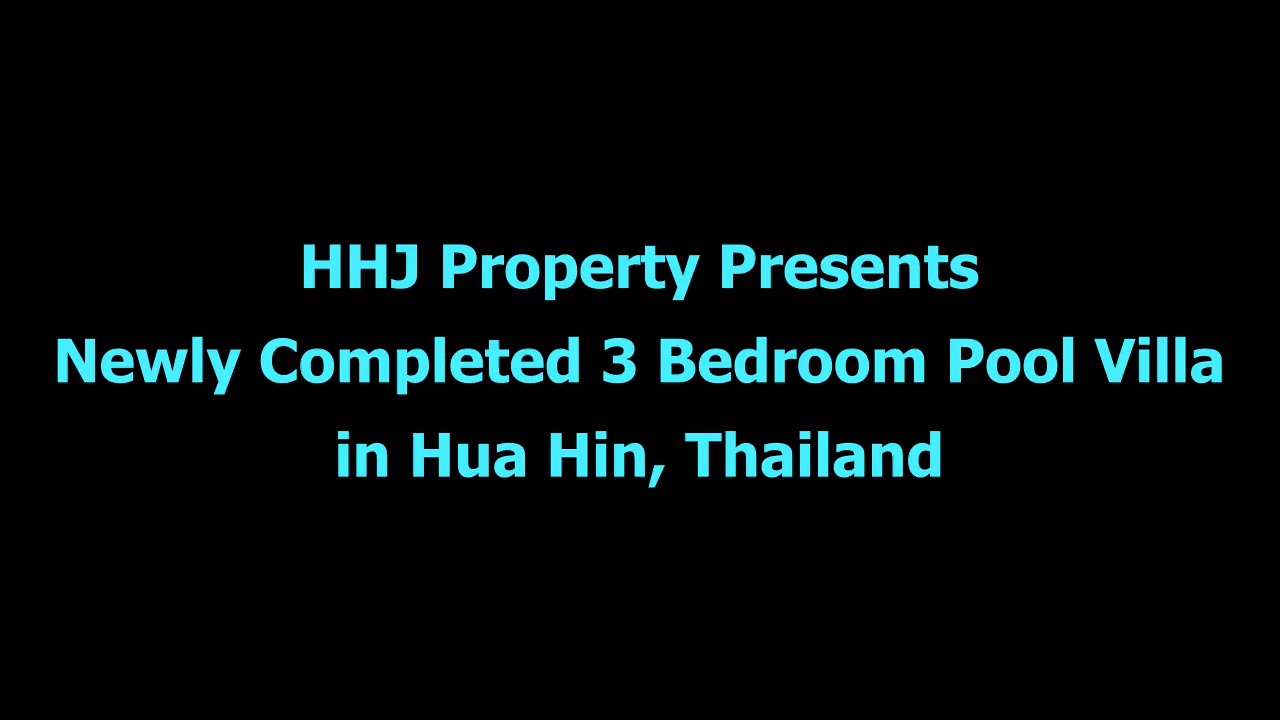 HHJ Property Presents
Newly Completed 3 Bedroom Pool Villa
in Hua Hin, Thailand